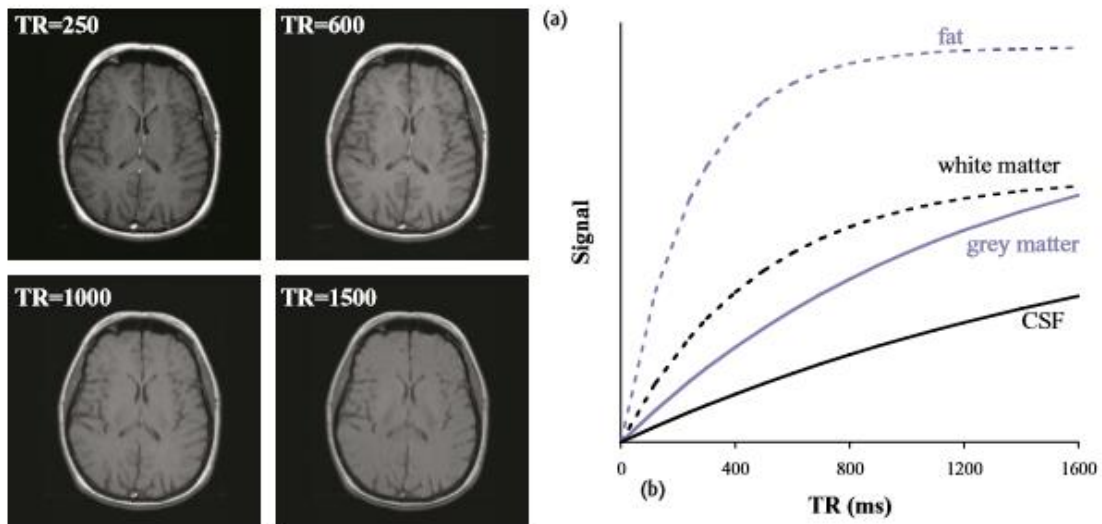 TR=250
TR=600
TR=1000
TR=1500
(a)
fat
white matter
grey matter
CSF
Signal
0 400 800 1200 1600
(b)
TR (ms)